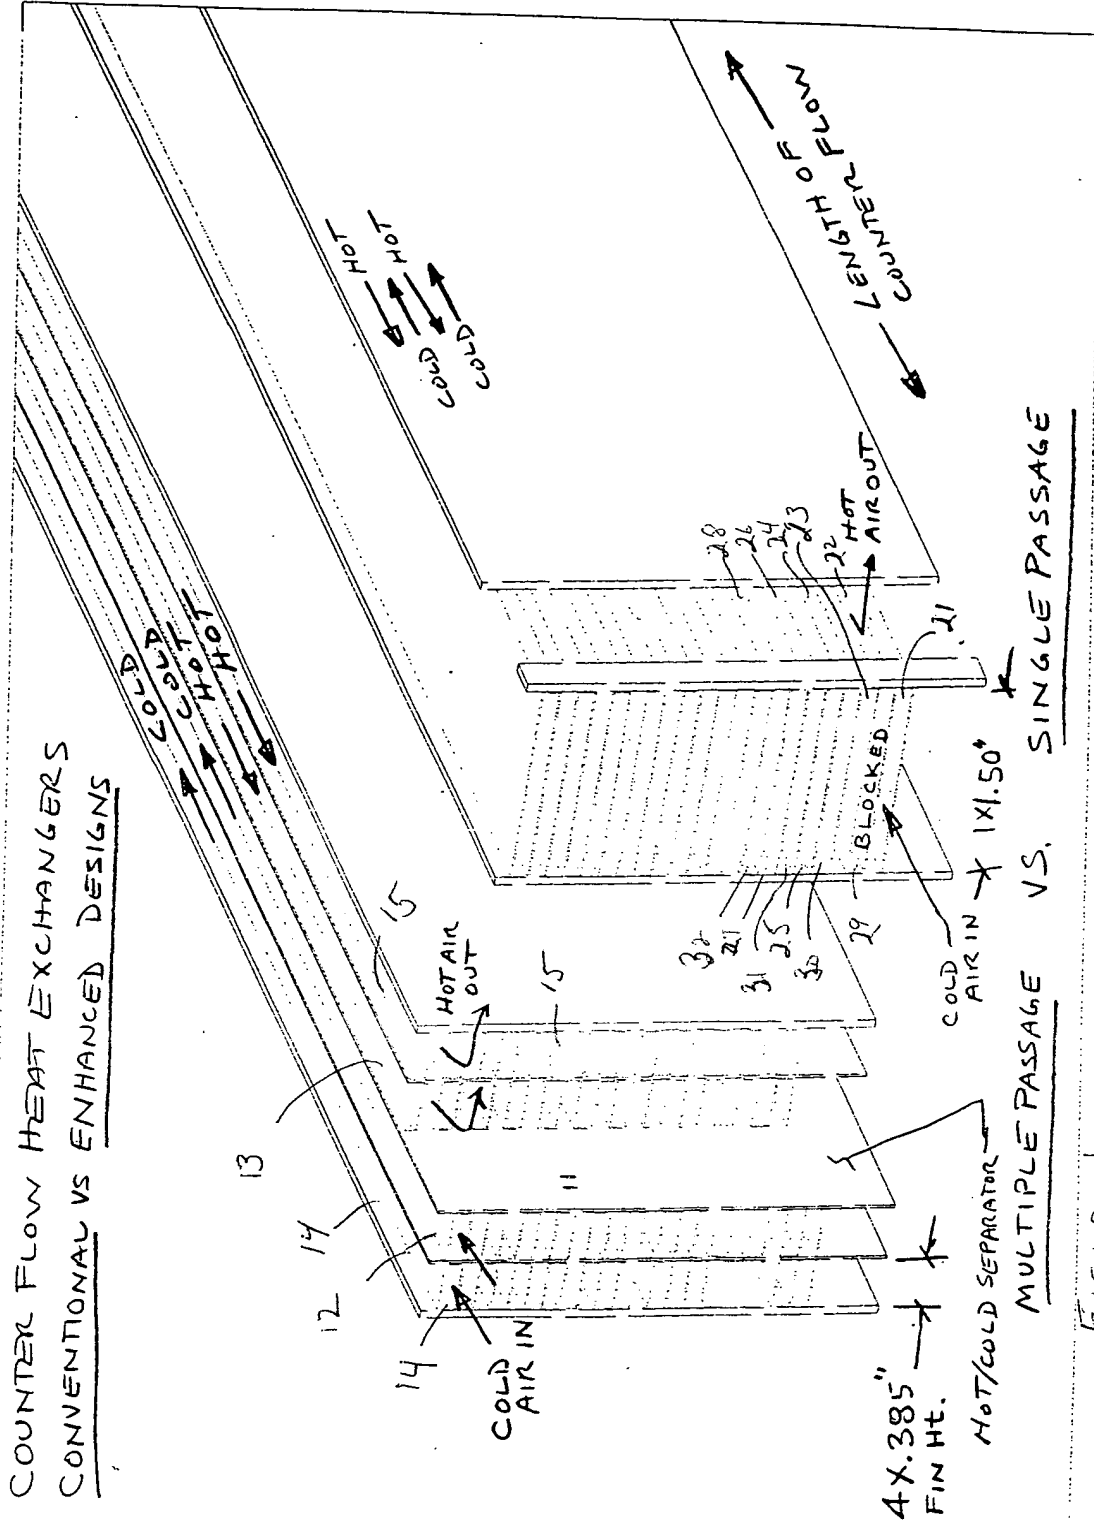 COUNTER FLOW HEAT EXCHANGERS
CONVENTIONAL VS ENHANCED DESIGNS
COLD
COLD
HOT
HOT
HOT
HOT
COLD
COLD
LENGTH OF
COUNTER FLOW
13
14
12
14
15
15
11
HOT AIR
OUT
COLD
AIR IN
28
26
24
23
22
HOT
AIR OUT
21
BLOCKED
32
27
31
25
30
29
COLD
AIR IN
1X1.50"
4X.385"
FIN Ht.
HOT/COLD SEPARATOR
MULTIPLE PASSAGE VS. SINGLE PASSAGE